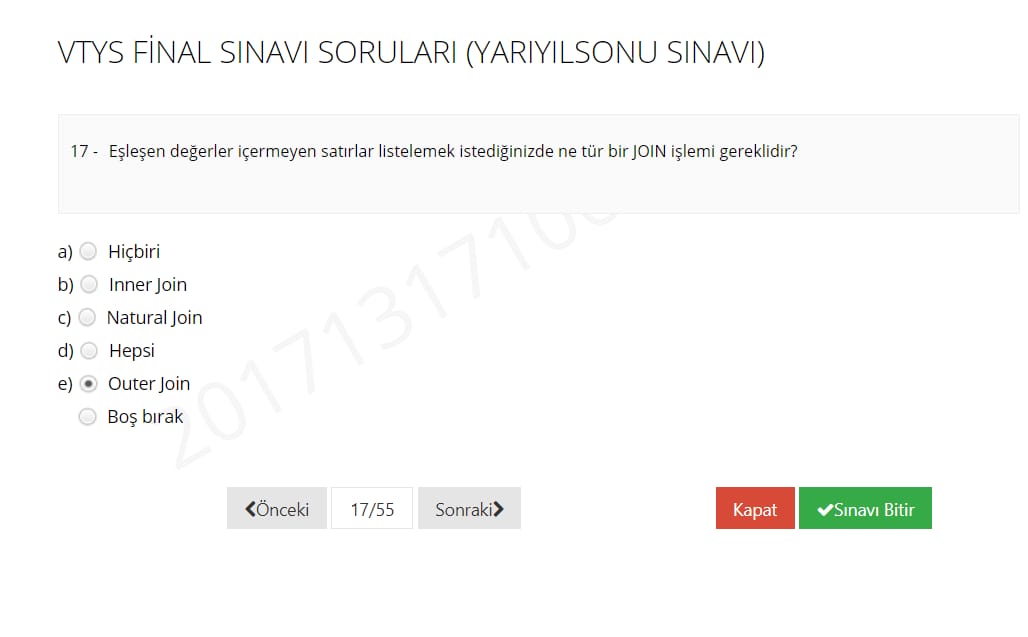 VTYS FİNAL SINAVI SORULARI (YARIYILSONU SINAVI)
17 - Eşleşen değerler içermeyen satırlar listelemek istediğinizde ne tür bir JOIN işlemi gereklidir?
a) Hiçbiri
b) Inner Join
c) Natural Join
d) Hepsi
e) Outer Join
Boş bırak
Önceki 17/55 Sonraki Kapat Sınavı Bitir